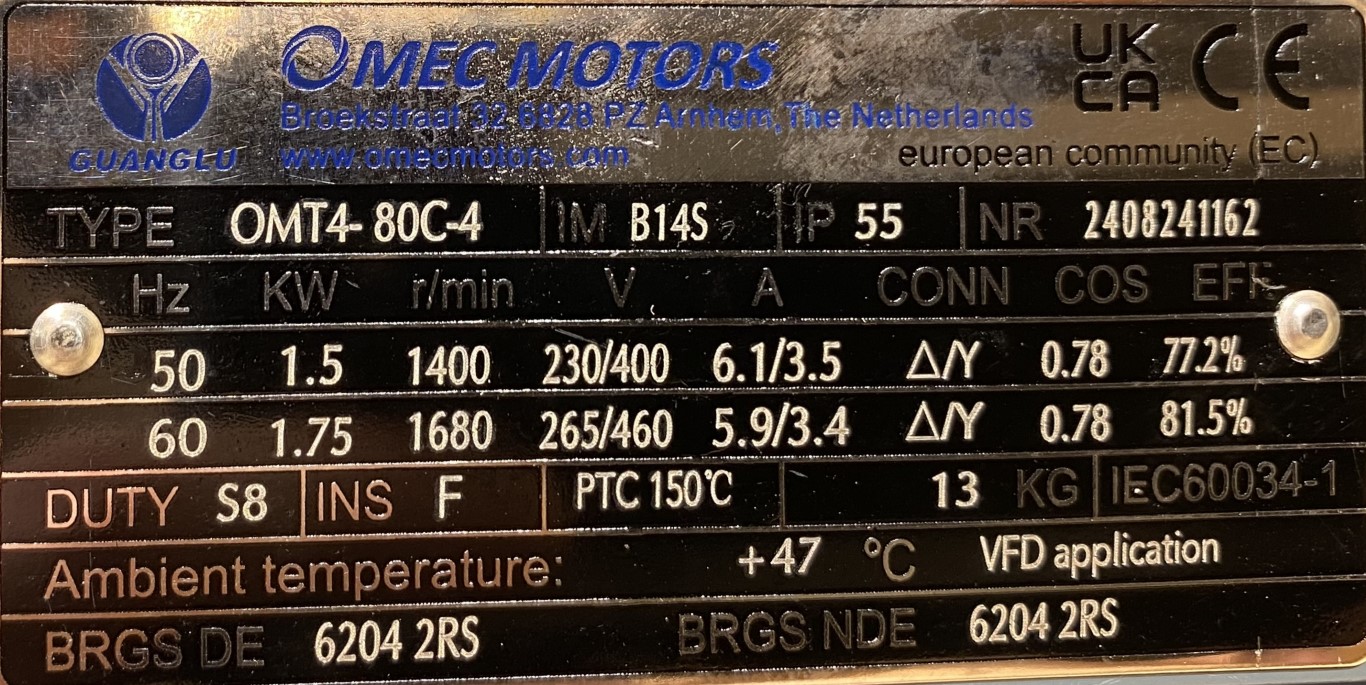 GUANGLU
OMEC MOTORS
Broekstraat 32 6828 PZ Arnhem, The Netherlands
www.omecmotors.com
UK
CA CE
european community (EC)
TYPE OMT4-80C-4 IM B14S IP 55 NR 2408241162
Hz KW r/min V A CONN COS EFF
50 1.5 1400 230/400 6.1/3.5 Δ/Y 0.78 77.2%
60 1.75 1680 265/460 5.9/3.4 Δ/Y 0.78 81.5%
DUTY S8 INS F PTC 150℃ 13 KG IEC60034-1
Ambient temperature: +47 °C VFD application
BRGS DE 6204 2RS BRGS NDE 6204 2RS